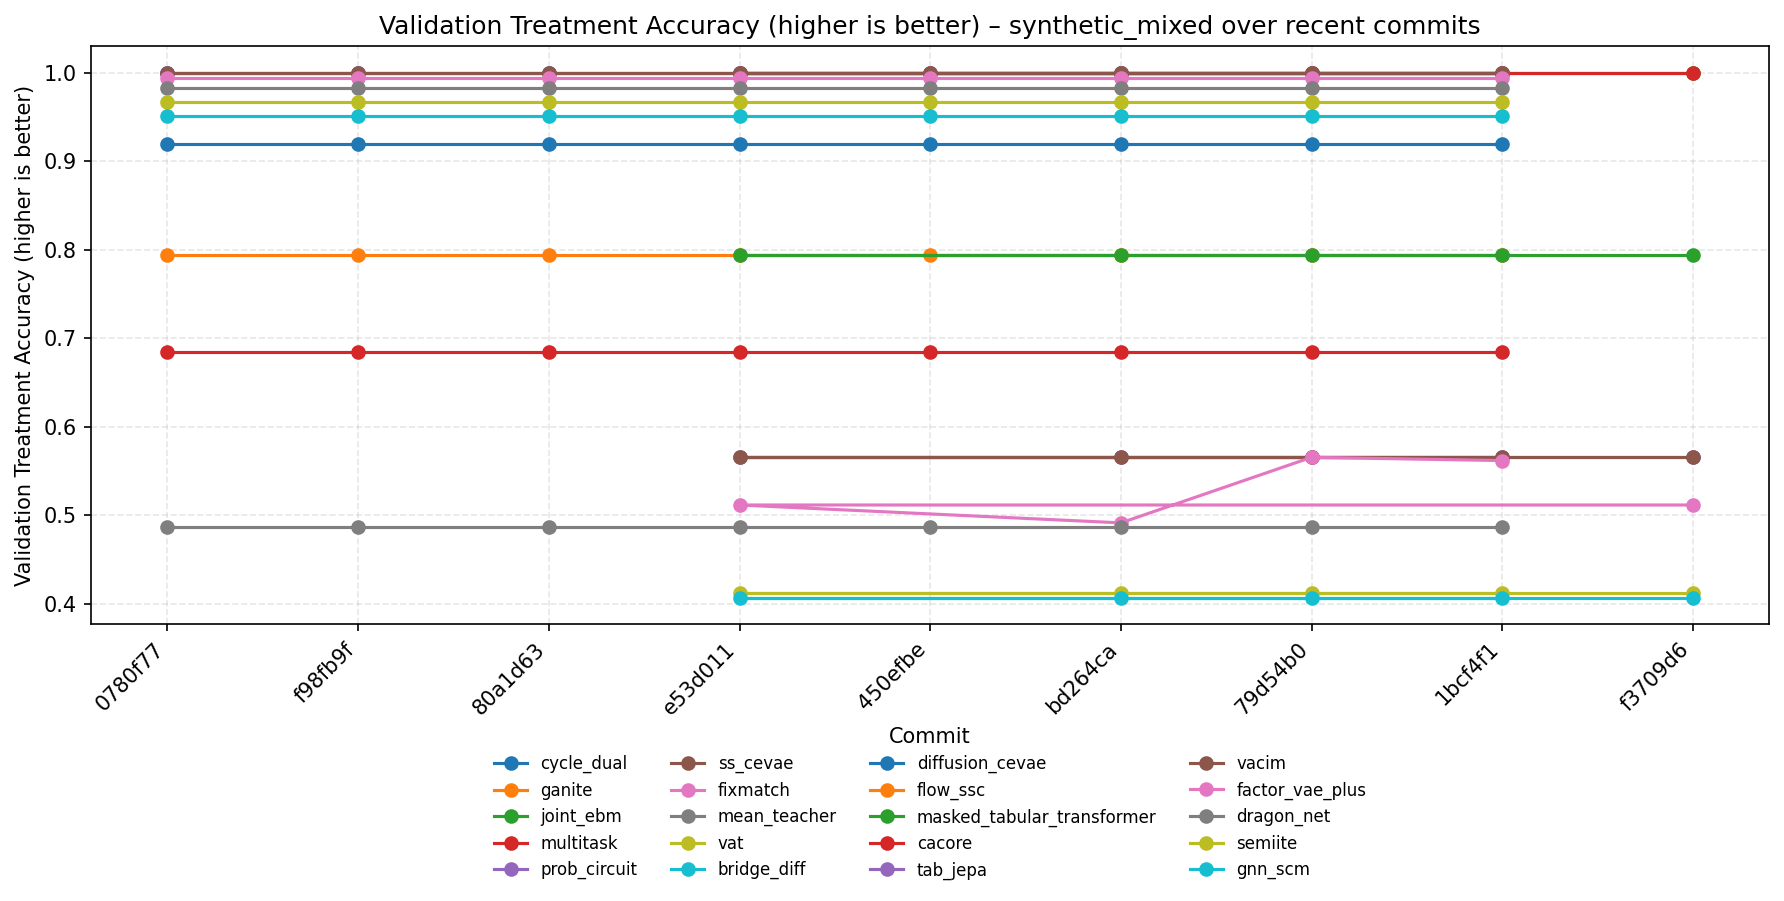 Validation Treatment Accuracy (higher is better) – synthetic_mixed over recent commits
Validation Treatment Accuracy (higher is better)
1.0
0.9
0.8
0.7
0.6
0.5
0.4
0780f77
f98fb9f
80a1d63
e53d011
450efbe
bd264ca
79d54b0
1bcf4f1
f3709d6
Commit
cycle_dual
ganite
joint_ebm
multitask
prob_circuit
ss_cevae
fixmatch
mean_teacher
vat
bridge_diff
diffusion_cevae
flow_ssc
masked_tabular_transformer
cacore
tab_jepa
vacim
factor_vae_plus
dragon_net
semiite
gnn_scm